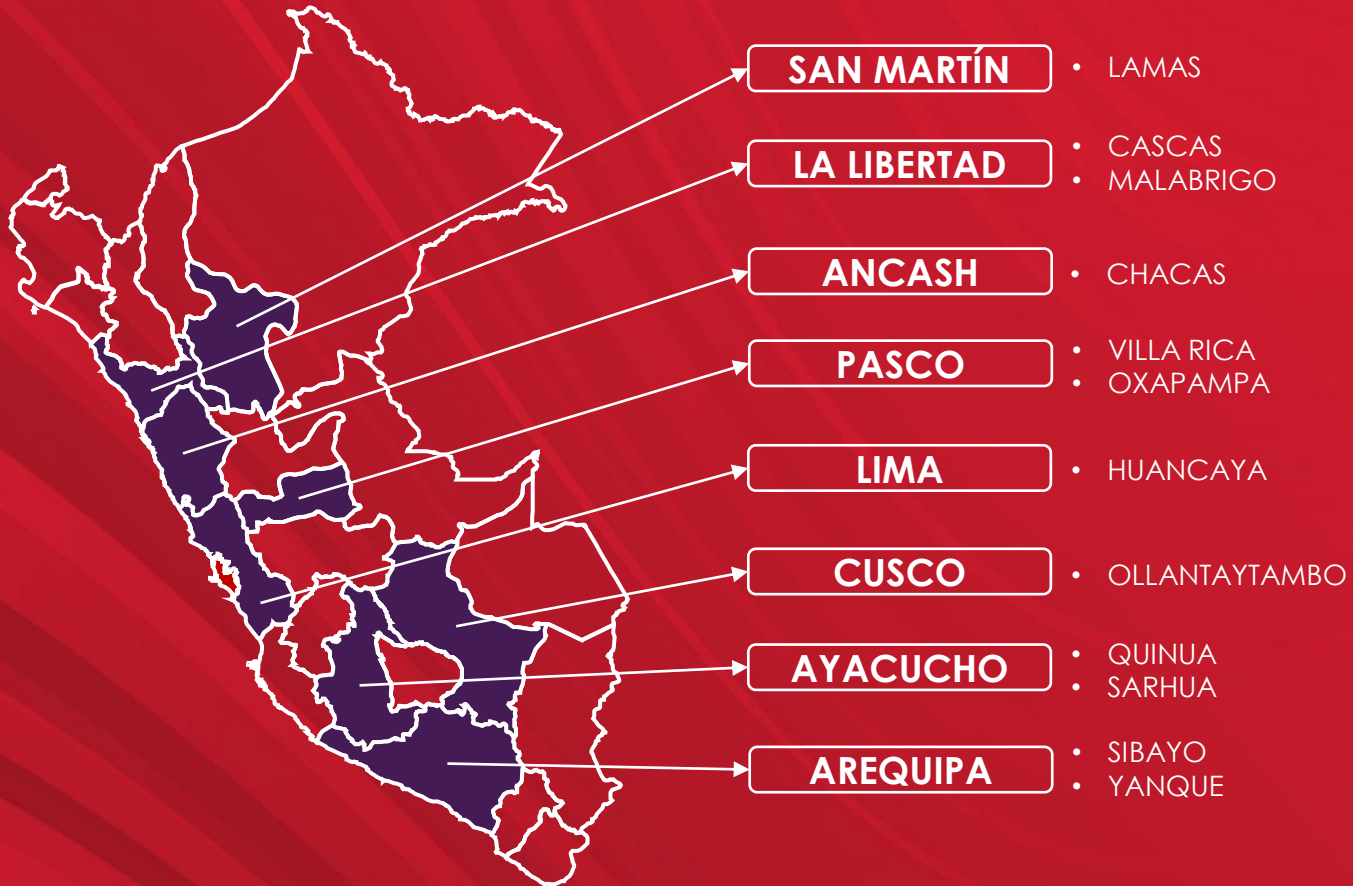 SAN MARTÍN
• LAMAS
LA LIBERTAD
• CASCAS
• MALABRIGO
ANCASH
• CHACAS
PASCO
• VILLA RICA
• OXAPAMPA
LIMA
• HUANCAYA
CUSCO
• OLLANTAYTAMBO
AYACUCHO
• QUINUA
• SARHUA
AREQUIPA
• SIBAYO
• YANQUE